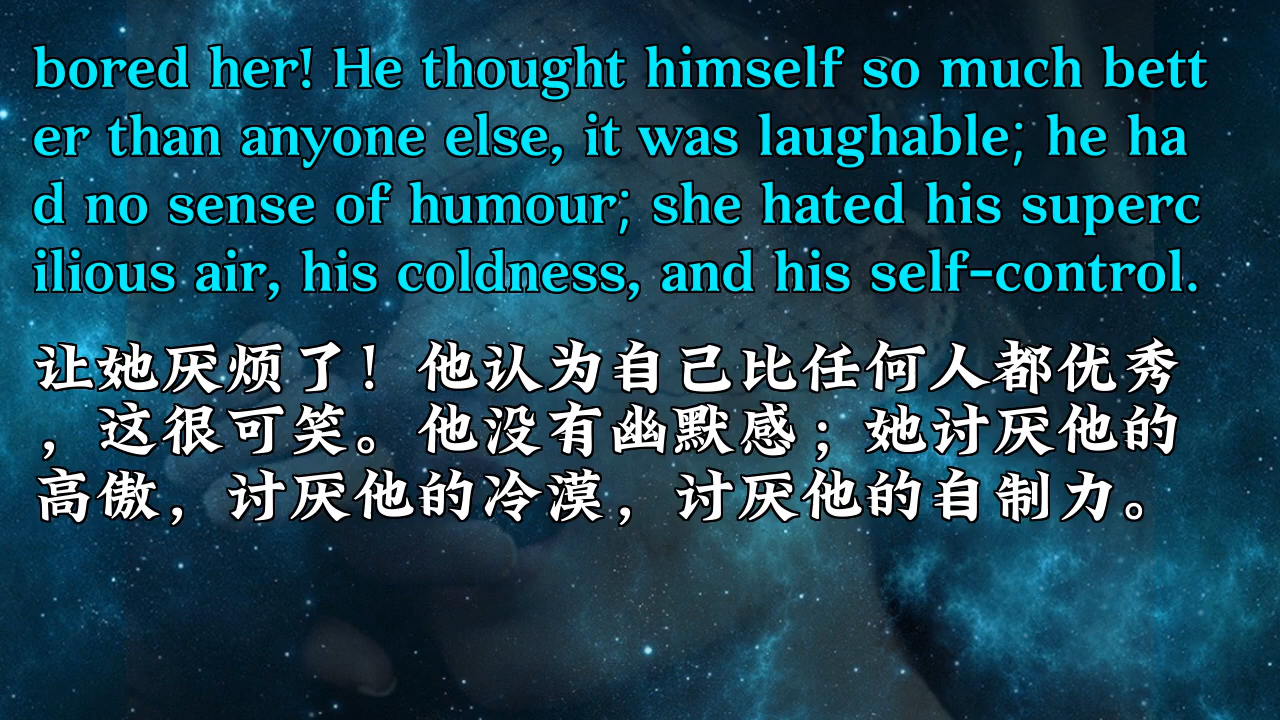 bored her! He thought himself so much bett
er than anyone else, it was laughable; he ha
d no sense of humour; she hated his superc
ilious air, his coldness, and his self-control.
让她厌烦了！他认为自己比任何人都优秀
，这很可笑。他没有幽默感；她讨厌他的
高傲，讨厌他的冷漠，讨厌他的自制力。